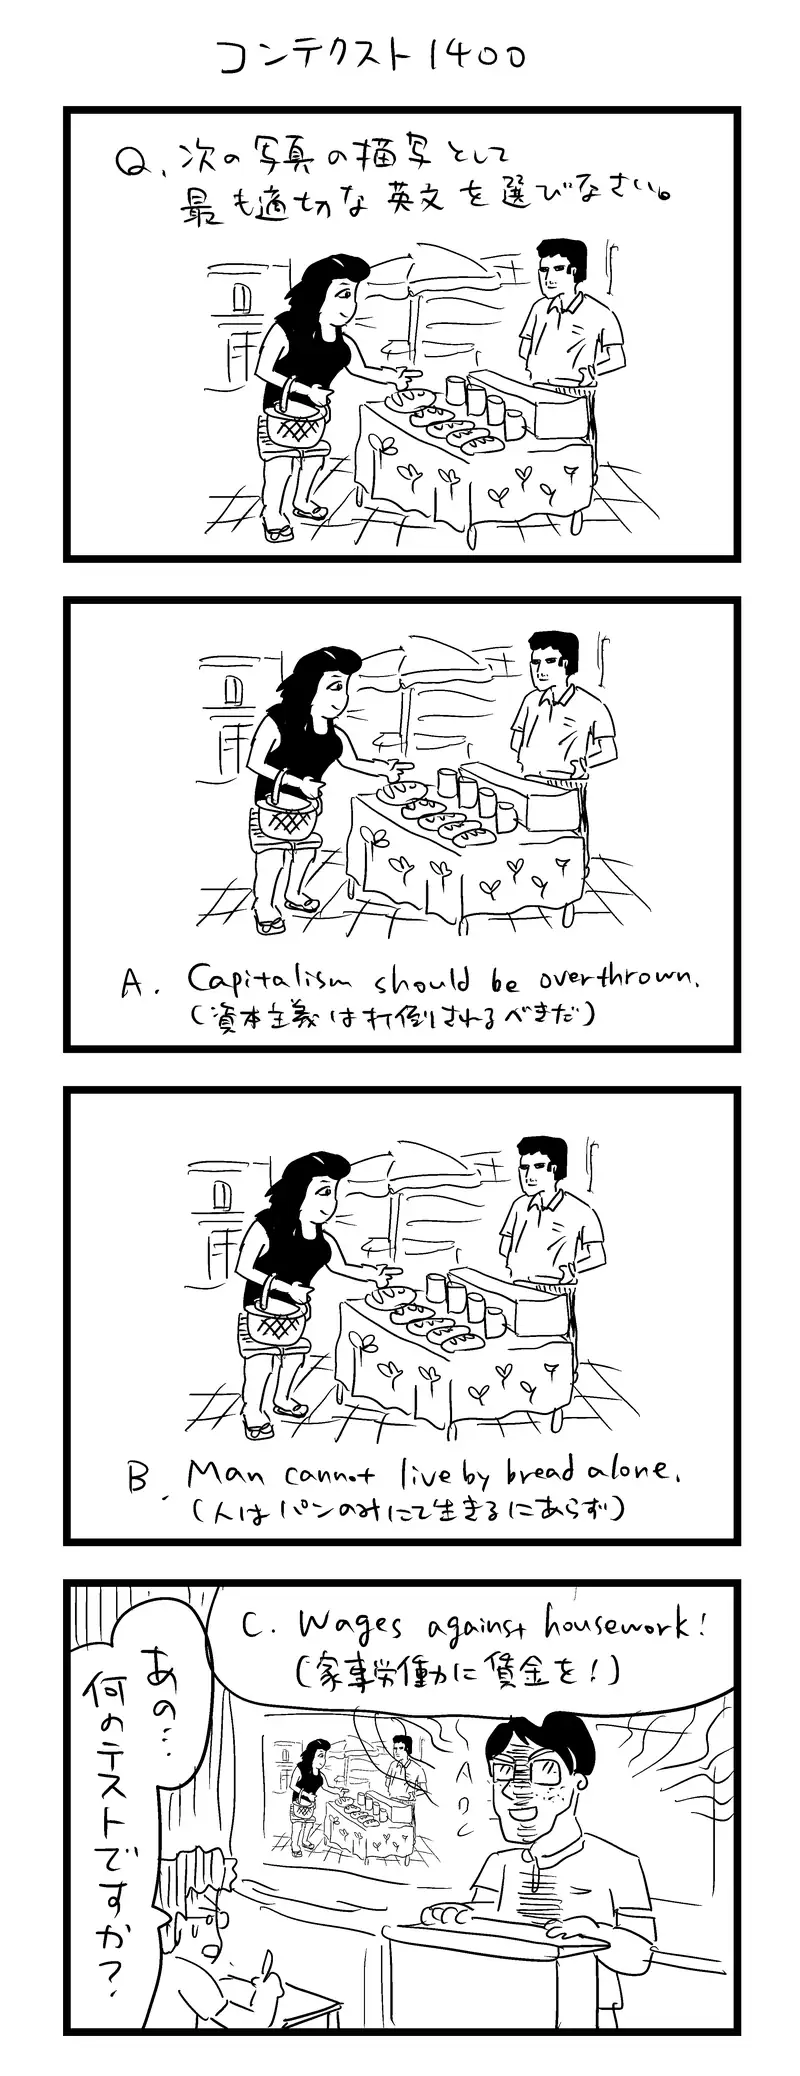 コンテクスト1400
Q. 次の写真の描写として
最も適切な英文を選びなさい。
A. Capitalism should be overthrown.
(資本主義は打倒されるべきだ)
B. Man cannot live by bread alone.
(人はパンのみにて生きるにあらず)
C. Wages against housework!
(家事労働に賃金を!)
A
B
C
あの…
何のテストですか?